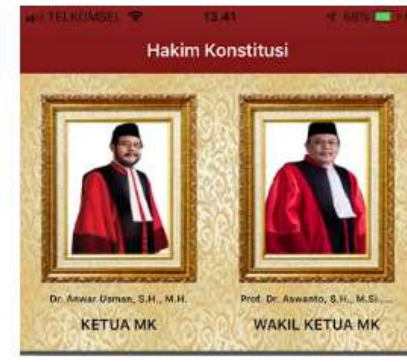 TELKOMSEL 13.41 68%
Hakim Konstitusi
Dr. Anwar Usman, S.H., M.H.
Prof. Dr. Aswanto, S.H., M.Si.,...
KETUA MK
WAKIL KETUA MK